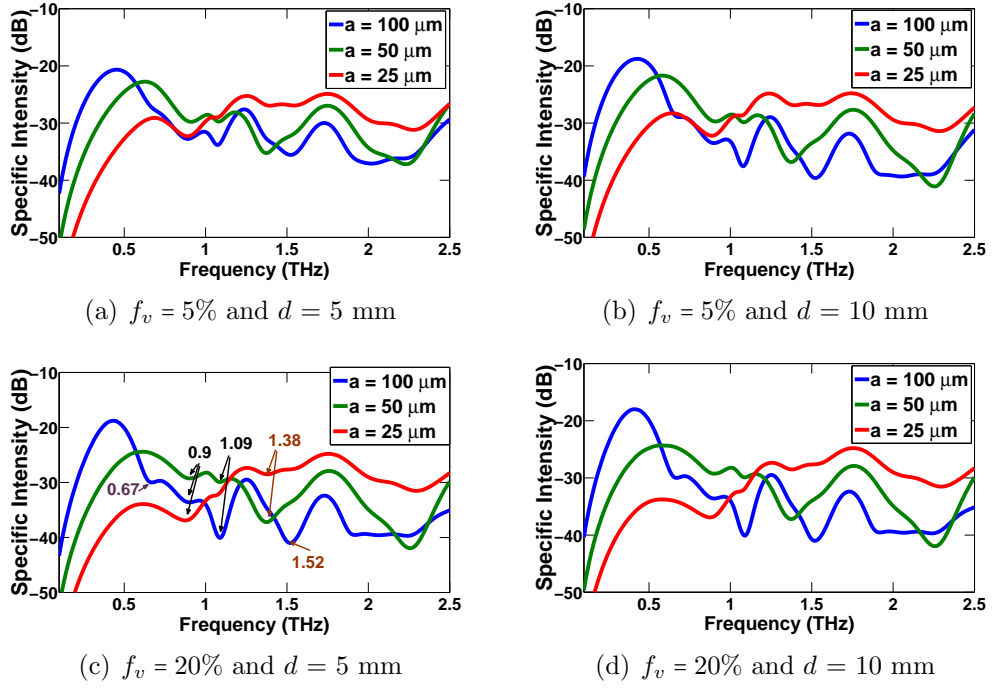 Specific Intensity (dB)
−10
−20
−30
−40
−50
0.5 1 1.5 2 2.5
Frequency (THz)
a = 100 µm
a = 50 µm
a = 25 µm
(a) f_v = 5% and d = 5 mm
Specific Intensity (dB)
−10
−20
−30
−40
−50
0.5 1 1.5 2 2.5
Frequency (THz)
a = 100 µm
a = 50 µm
a = 25 µm
(b) f_v = 5% and d = 10 mm
Specific Intensity (dB)
−10
−20
−30
−40
−50
0.5 1 1.5 2 2.5
Frequency (THz)
a = 100 µm
a = 50 µm
a = 25 µm
0.67
0.9
1.09
1.38
1.52
(c) f_v = 20% and d = 5 mm
Specific Intensity (dB)
−10
−20
−30
−40
−50
0.5 1 1.5 2 2.5
Frequency (THz)
a = 100 µm
a = 50 µm
a = 25 µm
(d) f_v = 20% and d = 10 mm